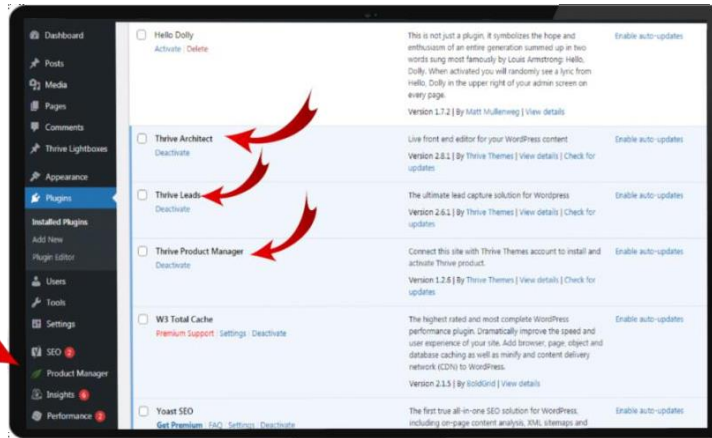 Dashboard
Posts
Media
Pages
Comments
Thrive Lightboxes
Appearance
Plugins
Installed Plugins
Add New
Plugin Editor
Users
Tools
Settings
SEO 2
Product Manager
Insights 6
Performance 2
Hello Dolly
Activate | Delete
This is not just a plugin, it symbolizes the hope and
enthusiasm of an entire generation summed up in two
words sung most famously by Louis Armstrong: Hello,
Dolly. When activated you will randomly see a lyric from
Hello, Dolly in the upper right of your admin screen on
every page.
Version 1.7.2 | By Matt Mullenweg | View details
Enable auto-updates
Thrive Architect
Deactivate
Live front end editor for your WordPress content
Version 2.8.1 | By Thrive Themes | View details | Check for
updates
Enable auto-updates
Thrive Leads
Deactivate
The ultimate lead capture solution for Wordpress
Version 2.6.1 | By Thrive Themes | View details | Check for
updates
Enable auto-updates
Thrive Product Manager
Deactivate
Connect this site with Thrive Themes account to install and
activate Thrive product.
Version 1.2.6 | By Thrive Themes | View details | Check for
updates
Enable auto-updates
W3 Total Cache
Premium Support | Settings | Deactivate
The highest rated and most complete WordPress
performance plugin. Dramatically improve the speed and
user experience of your site. Add browser, page, object and
database caching as well as minify and content delivery
network (CDN) to WordPress.
Version 2.1.5 | By BoldGrid | View details
Enable auto-updates
Yoast SEO
Get Premium | FAQ | Settings | Deactivate
The first true all-in-one SEO solution for WordPress,
including on-page content analysis, XML sitemaps and
Enable auto-updates